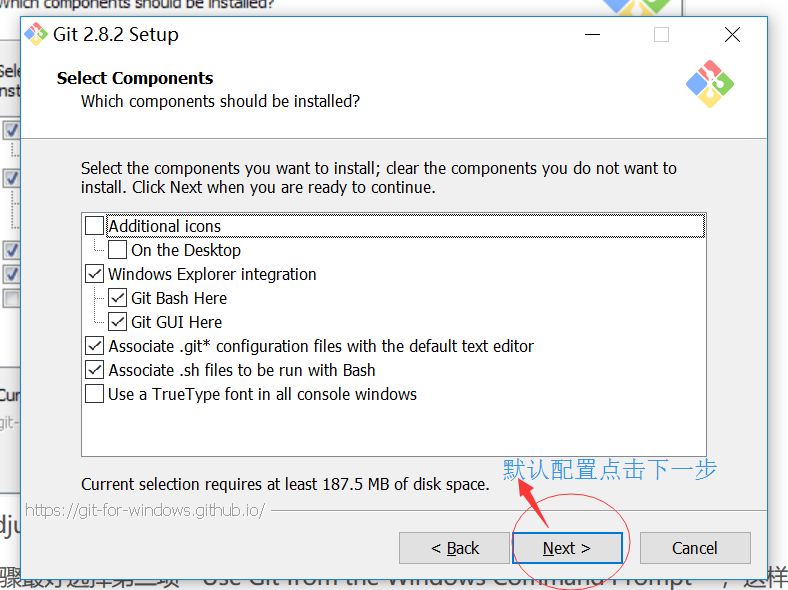 which components should be installed?
Git 2.8.2 Setup
Select Components
Which components should be installed?
Select the components you want to install; clear the components you do not want to
install. Click Next when you are ready to continue.
Additional icons
On the Desktop
Windows Explorer integration
Git Bash Here
Git GUI Here
Associate .git* configuration files with the default text editor
Associate .sh files to be run with Bash
Use a TrueType font in all console windows
默认配置点击下一步
Current selection requires at least 187.5 MB of disk space.
https://git-for-windows.github.io/
< Back
Next >
Cancel
骤最好选择第二项 "Use Git from the Windows Command Prompt" ，这样